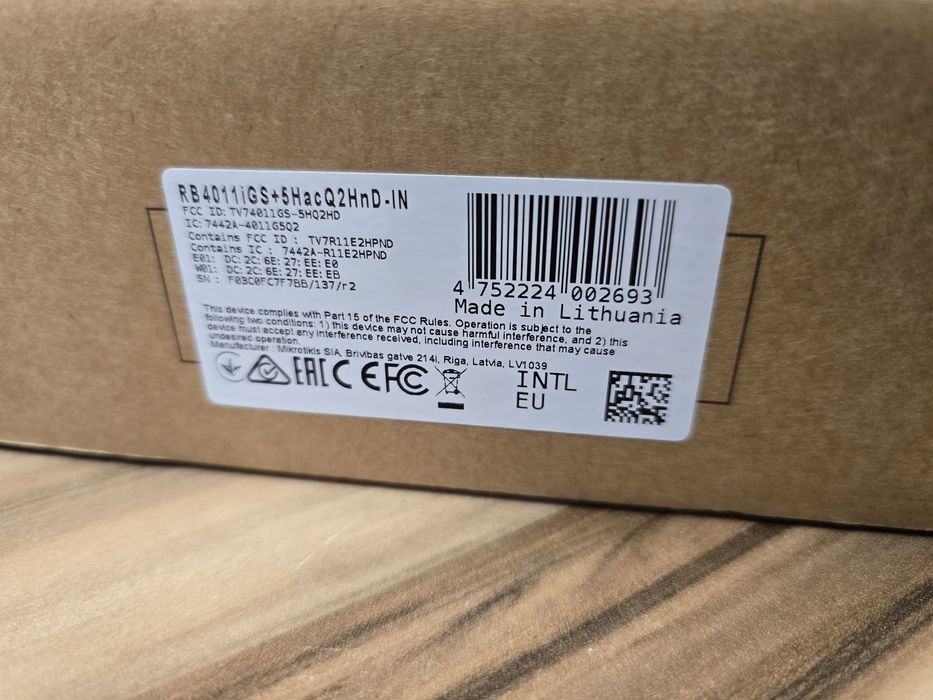 RB4011iGS+5HacQ2HnD-IN
FCC ID: TV74011GS-5HQ2HD
IC: 7442A-4011G5Q2
Contains FCC ID : TV7R11E2HPND
Contains IC : 7442A-R11E2HPND
E01: DC: 2C: 6E: 27: EE: E0
W01: DC: 2C: 6E: 27: EE: EB
SN : F03C0FC7F7BB/137/r2
4 752224 002693
Made in Lithuania
This device complies with Part 15 of the FCC Rules. Operation is subject to the
following two conditions: 1) this device may not cause harmful interference, and 2) this
device must accept any interference received, including interference that may cause
undesired operation.
Manufacturer : Mikrotikls SIA, Brivibas gatve 214i, Riga, Latvia, LV1039
EAC CE FC
INTL
EU